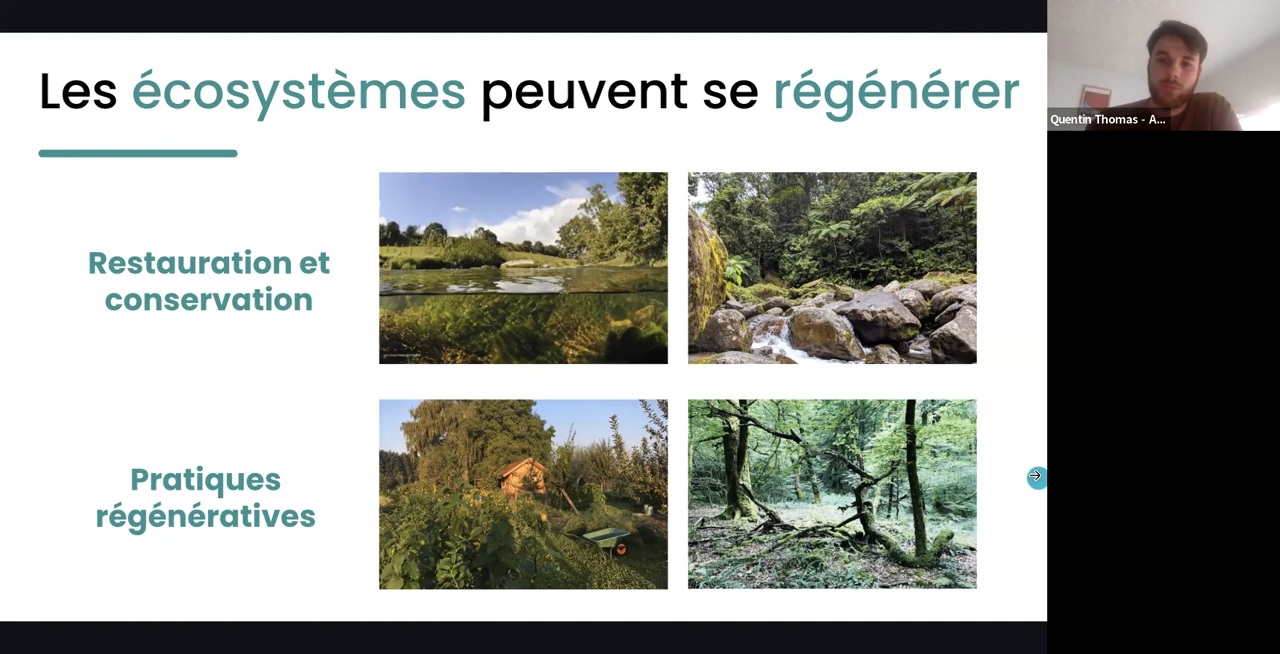 Les écosystèmes peuvent se régénérer
Quentin Thomas - A...
Restauration et
conservation
Pratiques
régénératives